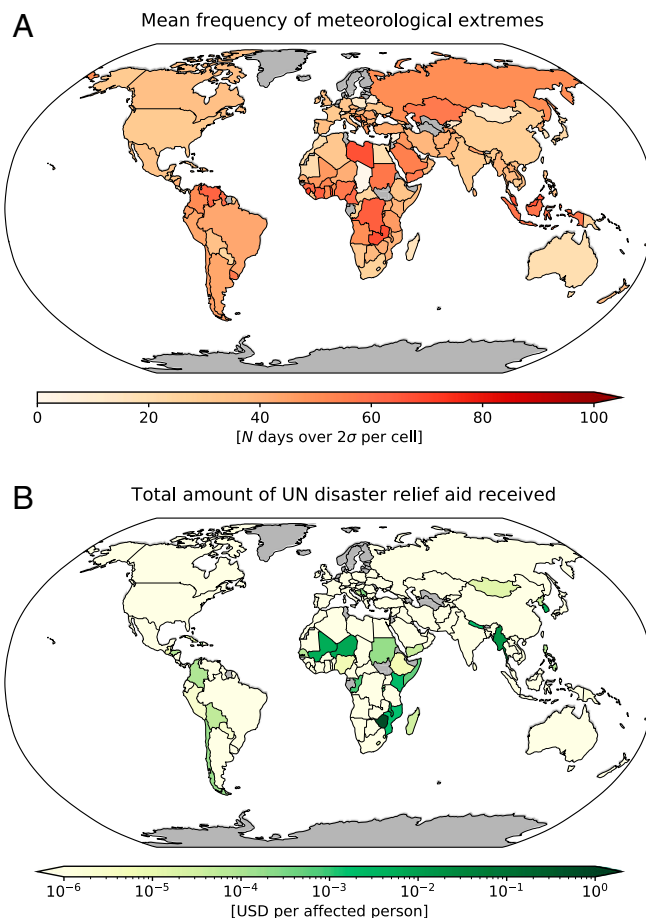 A
Mean frequency of meteorological extremes
0 20 40 60 80 100
[N days over 2σ per cell]
B
Total amount of UN disaster relief aid received
10⁻⁶ 10⁻⁵ 10⁻⁴ 10⁻³ 10⁻² 10⁻¹ 10⁰
[USD per affected person]